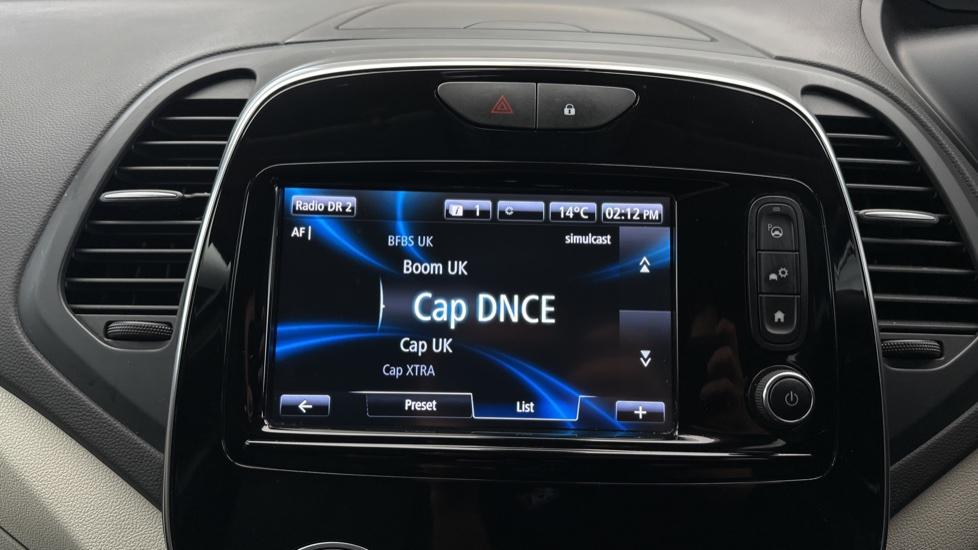 Radio DR 2
1
14°C
02:12 PM
AF
BFBS UK
simulcast
Boom UK
Cap DNCE
Cap UK
Cap XTRA
Preset
List
P